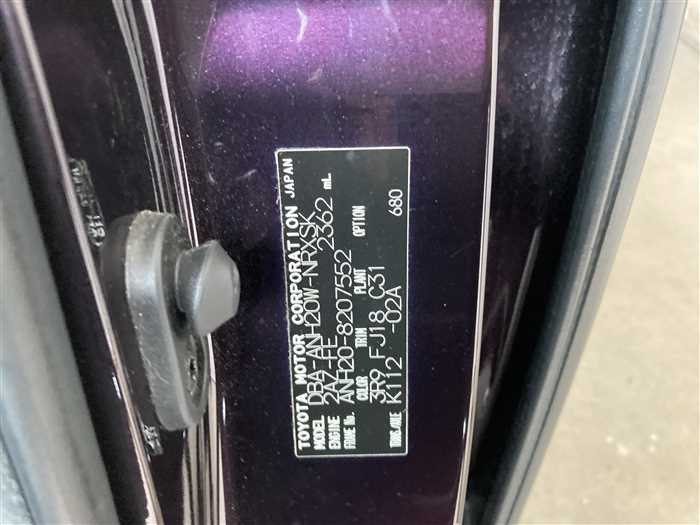 TOYOTA MOTOR CORPORATION JAPAN
MODEL DBA-ANH20W-NRXSK
ENGINE 2AZ-FE 2362 mL
FRAME No. ANH20-8207552
COLOR TRIM PLANT OPTION
3R9 FJ18 C31 680
TRANS./AXLE K112 -02A